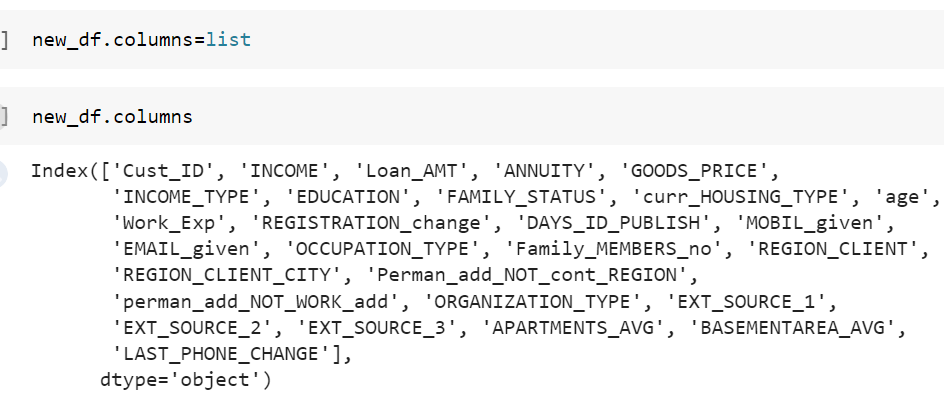 ] new_df.columns=list
] new_df.columns
Index(['Cust_ID', 'INCOME', 'Loan_AMT', 'ANNUITY', 'GOODS_PRICE',
'INCOME_TYPE', 'EDUCATION', 'FAMILY_STATUS', 'curr_HOUSING_TYPE', 'age',
'Work_Exp', 'REGISTRATION_change', 'DAYS_ID_PUBLISH', 'MOBIL_given',
'EMAIL_given', 'OCCUPATION_TYPE', 'Family_MEMBERS_no', 'REGION_CLIENT',
'REGION_CLIENT_CITY', 'Perman_add_NOT_cont_REGION',
'perman_add_NOT_WORK_add', 'ORGANIZATION_TYPE', 'EXT_SOURCE_1',
'EXT_SOURCE_2', 'EXT_SOURCE_3', 'APARTMENTS_AVG', 'BASEMENTAREA_AVG',
'LAST_PHONE_CHANGE'],
dtype='object')